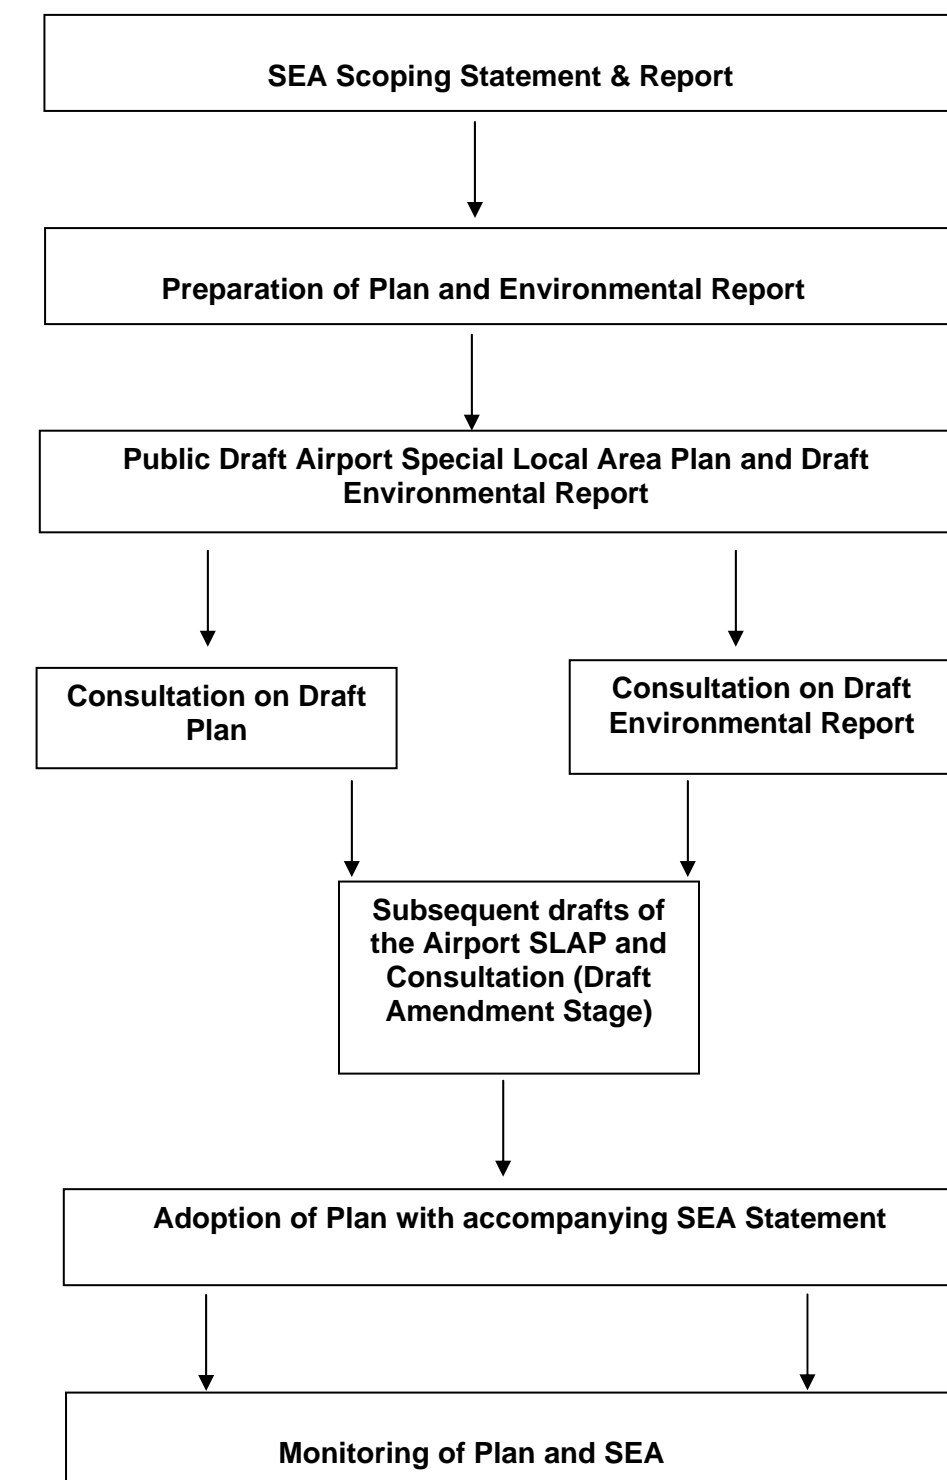 SEA Scoping Statement & Report
Preparation of Plan and Environmental Report
Public Draft Airport Special Local Area Plan and Draft
Environmental Report
Consultation on Draft
Plan
Consultation on Draft
Environmental Report
Subsequent drafts of
the Airport SLAP and
Consultation (Draft
Amendment Stage)
Adoption of Plan with accompanying SEA Statement
Monitoring of Plan and SEA